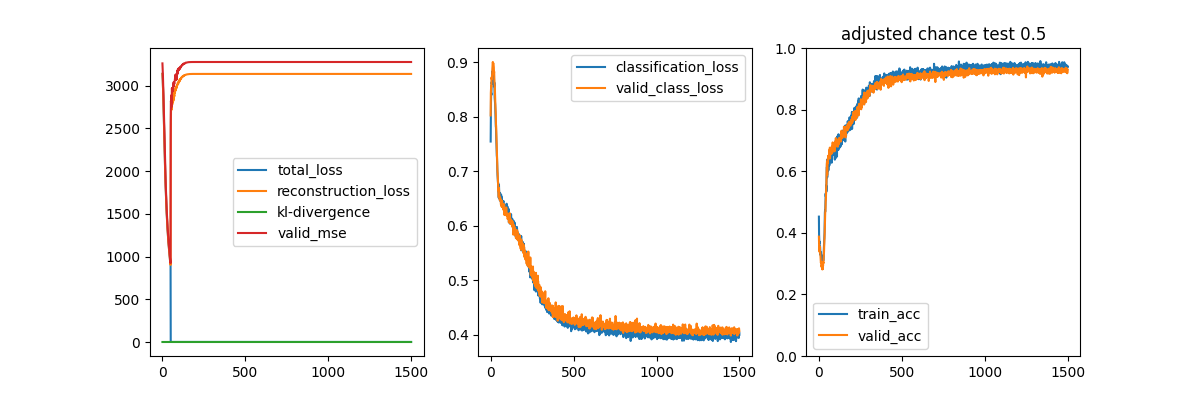 adjusted chance test 0.5
3000
2500
2000
1500
1000
500
0
total_loss
reconstruction_loss
kl-divergence
valid_mse
0 500 1000 1500
0.9
0.8
0.7
0.6
0.5
0.4
classification_loss
valid_class_loss
0 500 1000 1500
1.0
0.8
0.6
0.4
0.2
0.0
train_acc
valid_acc
0 500 1000 1500